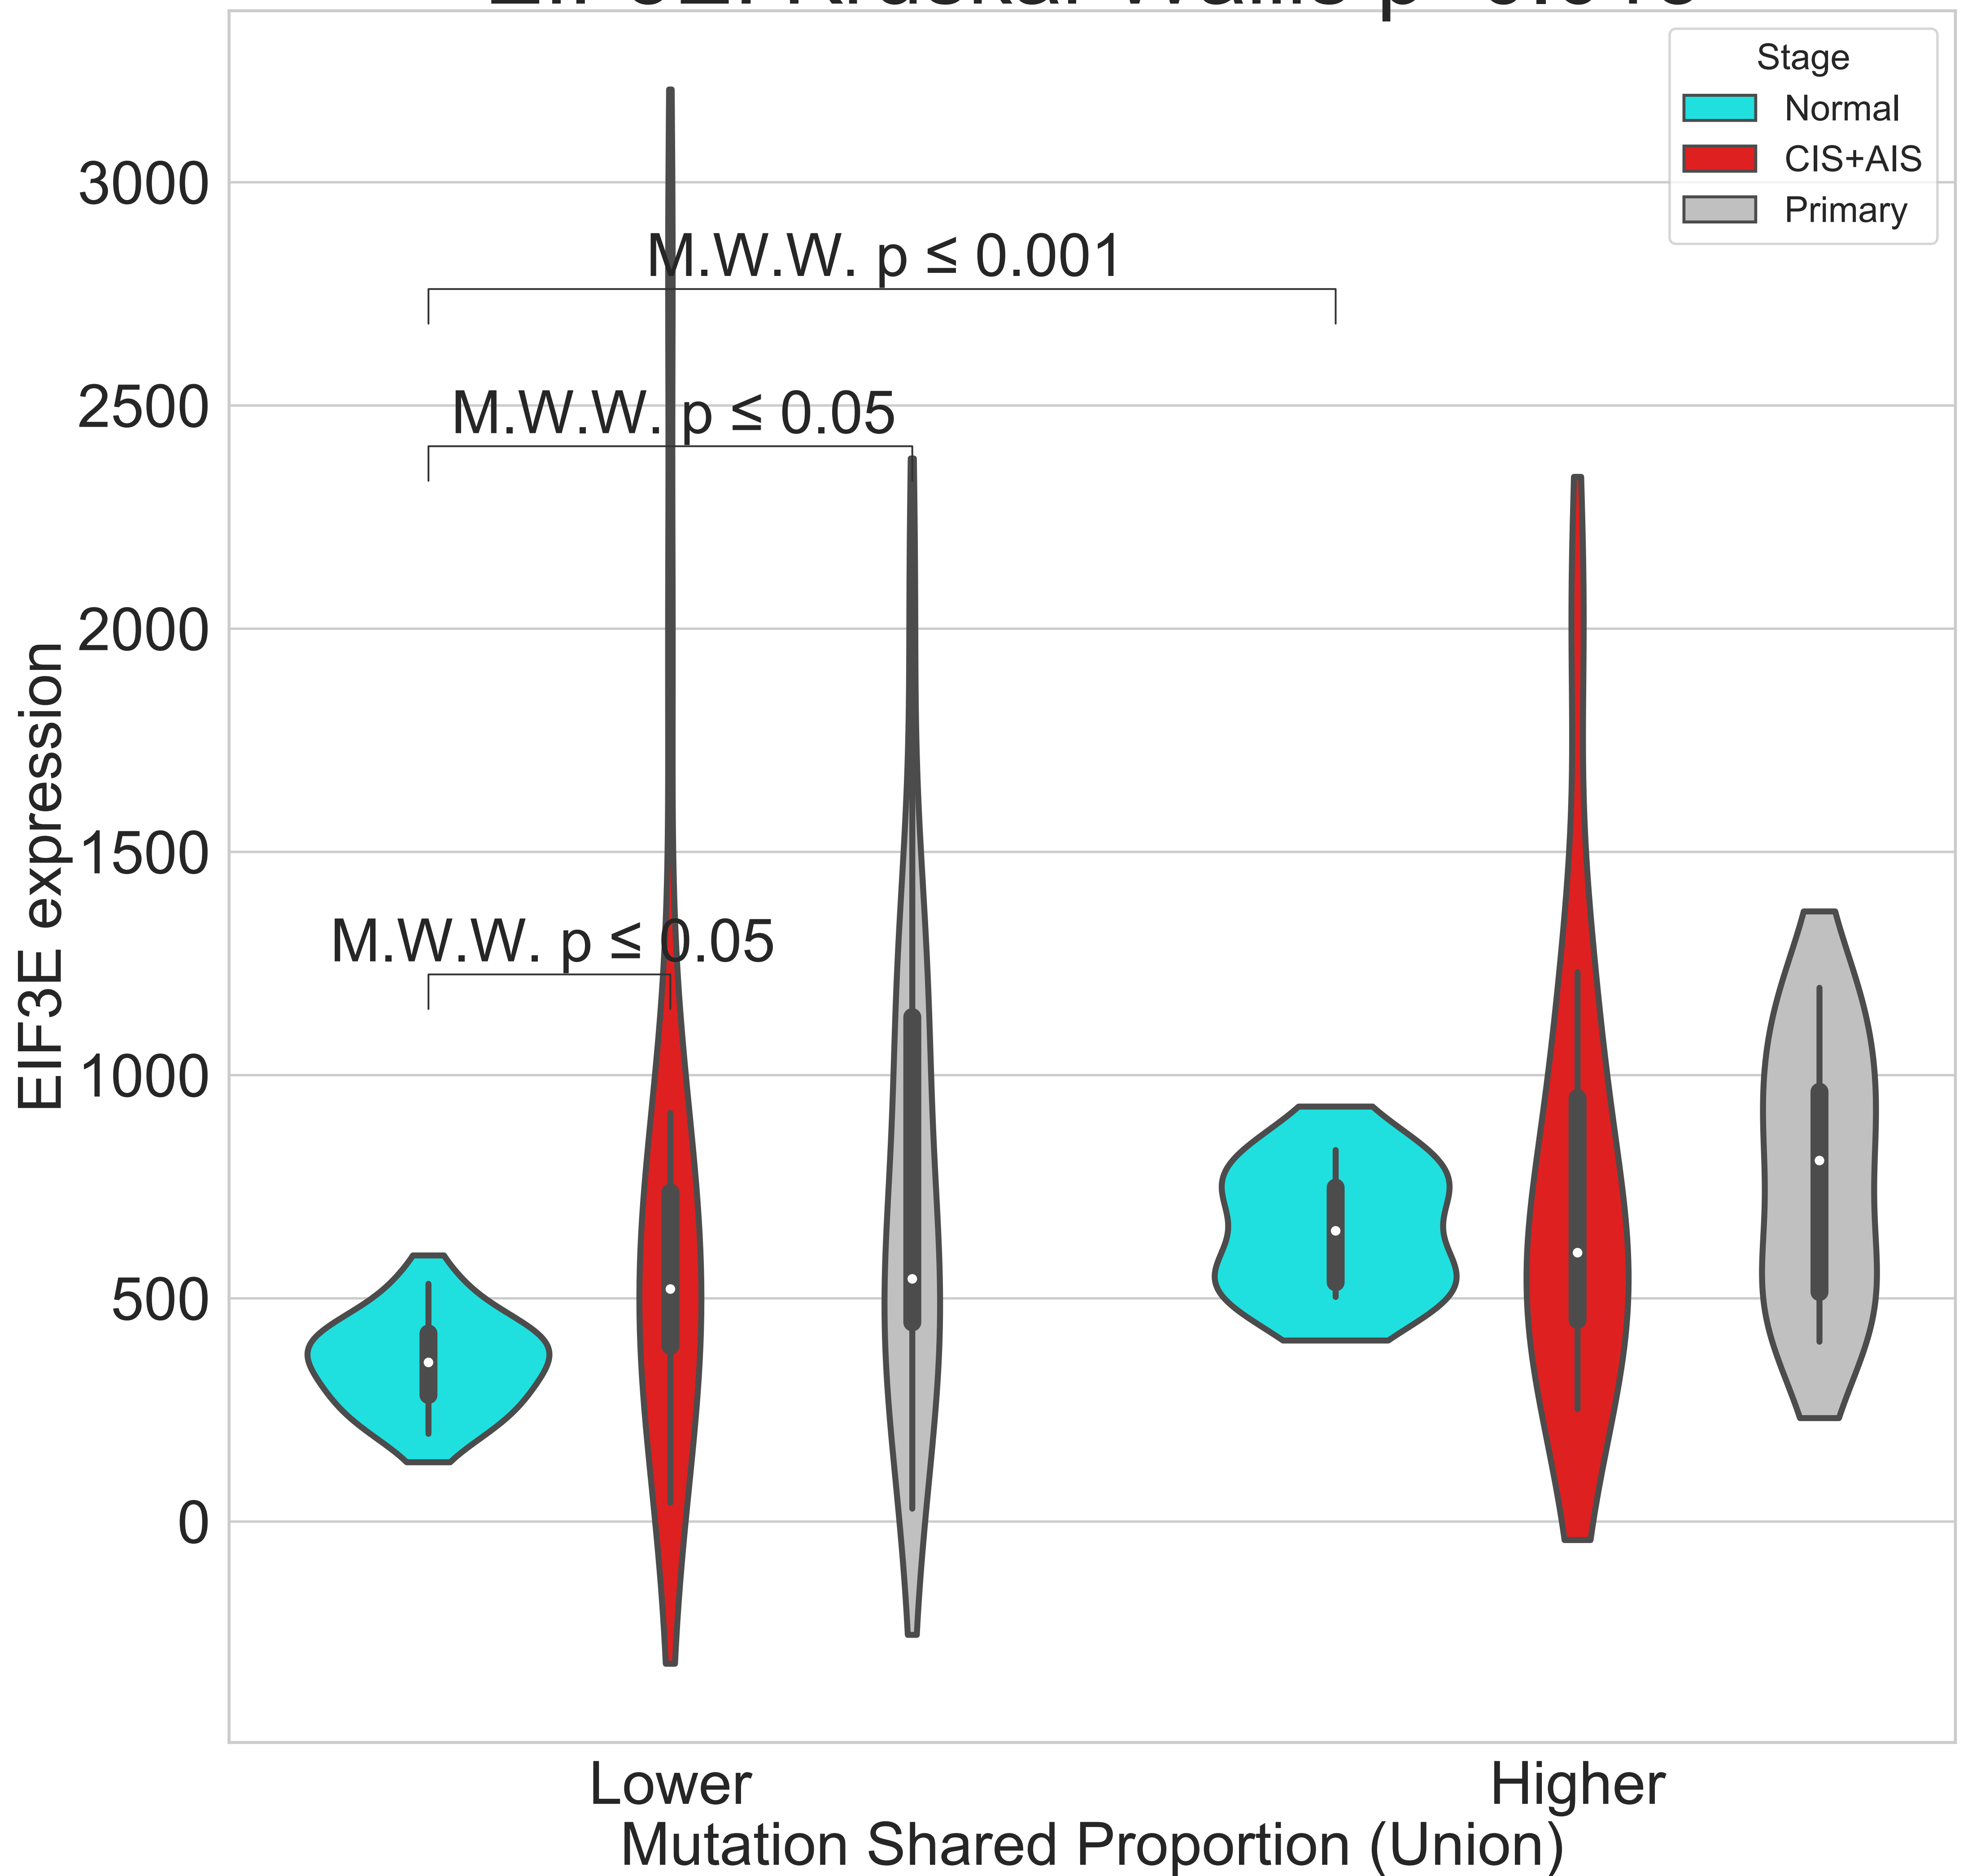 Stage
Normal
CIS+AIS
Primary
3000
2500
2000
1500
1000
500
0
EIF3E expression
M.W.W. p ≤ 0.001
M.W.W. p ≤ 0.05
M.W.W. p ≤ 0.05
Lower
Higher
Mutation Shared Proportion (Union)